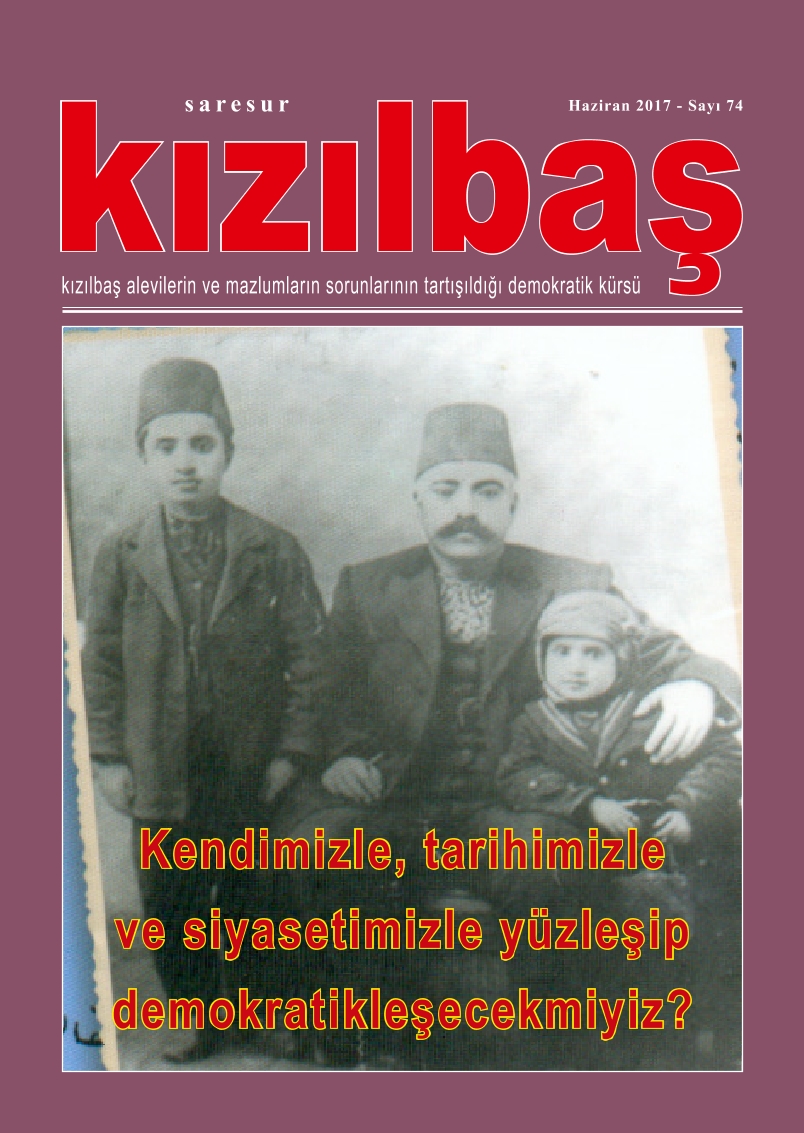 saresur
Haziran 2017 - Sayı 74
kızılbaş
kızılbaş alevilerin ve mazlumların sorunlarının tartışıldığı demokratik kürsü
Kendimizle, tarihimizle
ve siyasetimizle yüzleşip
demokratikleşecekmiyiz?